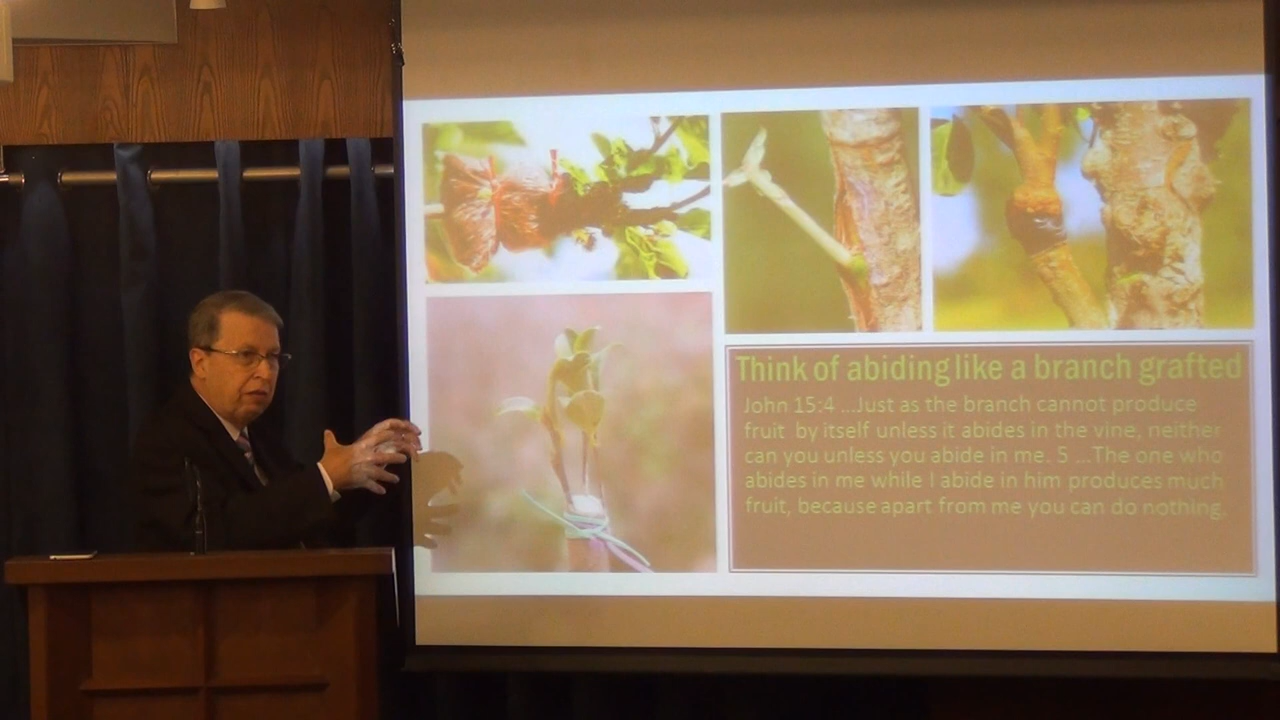 Think of abiding like a branch grafted
John 15:4 ...Just as the branch cannot produce
fruit by itself unless it abides in the vine, neither
can you unless you abide in me. 5 ...The one who
abides in me while I abide in him produces much
fruit, because apart from me you can do nothing.